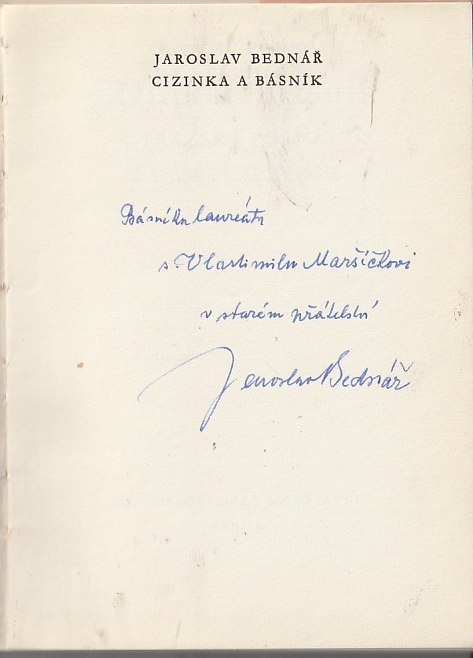 JAROSLAV BEDNÁŘ
CIZINKA A BÁSNÍK
Básníku laureátu
s. Vlastimilu Maršíčkovi
v starém přátelství
Jaroslav Bednář